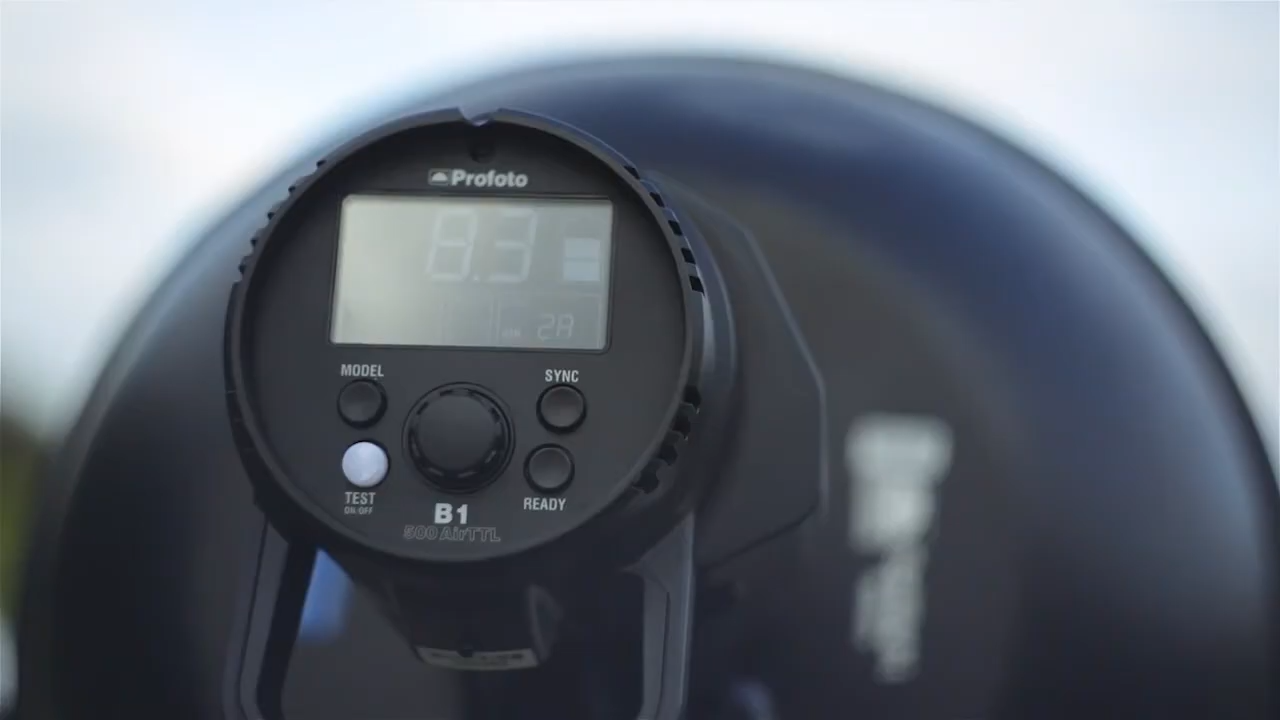 Profoto
8.3
2A
MODEL
SYNC
TEST
ON/OFF
READY
B1
500 AirTTL